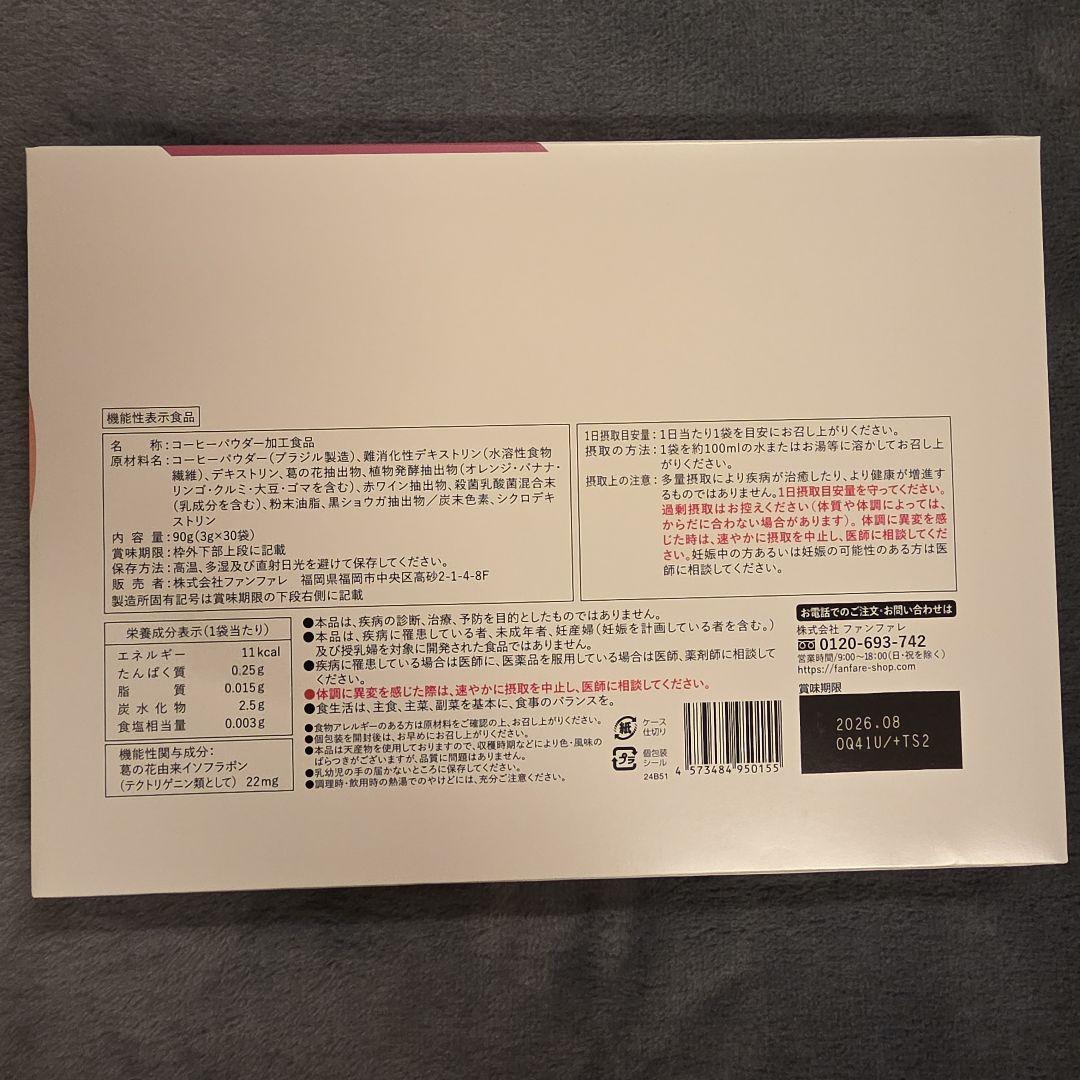 機能性表示食品
名 称:コーヒーパウダー加工食品
原材料名:コーヒーパウダー(ブラジル製造)、難消化性デキストリン(水溶性食物
繊維)、デキストリン、葛の花抽出物、植物発酵抽出物(オレンジ・バナナ・
リンゴ・クルミ・大豆・ゴマを含む)、赤ワイン抽出物、殺菌乳酸菌混合末
(乳成分を含む)、粉末油脂、黒ショウガ抽出物/炭末色素、シクロデキ
ストリン
内 容 量:90g(3g×30袋)
賞味期限:枠外下部上段に記載
保存方法:高温、多湿及び直射日光を避けて保存してください。
販 売 者:株式会社ファンファレ 福岡県福岡市中央区高砂2-1-4-8F
製造所固有記号は賞味期限の下段右側に記載
1日摂取目安量:1日当たり1袋を目安にお召し上がりください。
摂取の方法:1袋を約100mlの水またはお湯等に溶かしてお召し上
がりください。
摂取上の注意:多量摂取により疾病が治癒したり、より健康が増進す
るものではありません。1日摂取目安量を守ってください。
過剰摂取はお控えください(体質や体調によっては、
からだに合わない場合があります)。体調に異変を感
じた時は、速やかに摂取を中止し、医師に相談してくだ
さい。妊娠中の方あるいは妊娠の可能性のある方は医
師に相談してください。
栄養成分表示(1袋当たり)
エネルギー 11kcal
たんぱく質 0.25g
脂 質 0.015g
炭水化物 2.5g
食塩相当量 0.003g
機能性関与成分:
葛の花由来イソフラボン
(テクトリゲニン類として) 22mg
●本品は、疾病の診断、治療、予防を目的としたものではありません。
●本品は、疾病に罹患している者、未成年者、妊産婦(妊娠を計画している者を含む。)
及び授乳婦を対象に開発された食品ではありません。
●疾病に罹患している場合は医師に、医薬品を服用している場合は医師、薬剤師に相談して
ください。
●体調に異変を感じた際は、速やかに摂取を中止し、医師に相談してください。
●食生活は、主食、主菜、副菜を基本に、食事のバランスを。
●食物アレルギーのある方は原材料をご確認の上、お召し上がりください。
●個包装を開封後は、お早めにお召し上がりください。
●本品は天産物を使用しておりますので、収穫時期などにより色・風味の
ばらつきがございますが、品質に問題はありません。
●乳幼児の手の届かないところに保存してください。
●調理時・飲用時の熱湯でのやけどには、充分ご注意ください。
紙
ケース
仕切り
プラ
個包装
シール
24B51
4 573484 950155
お電話でのご注文・お問い合わせは
株式会社 ファンファレ
0120-693-742
営業時間/9:00~18:00(日・祝を除く)
https://fanfare-shop.com
賞味期限
2026.08
0Q41U/+TS2